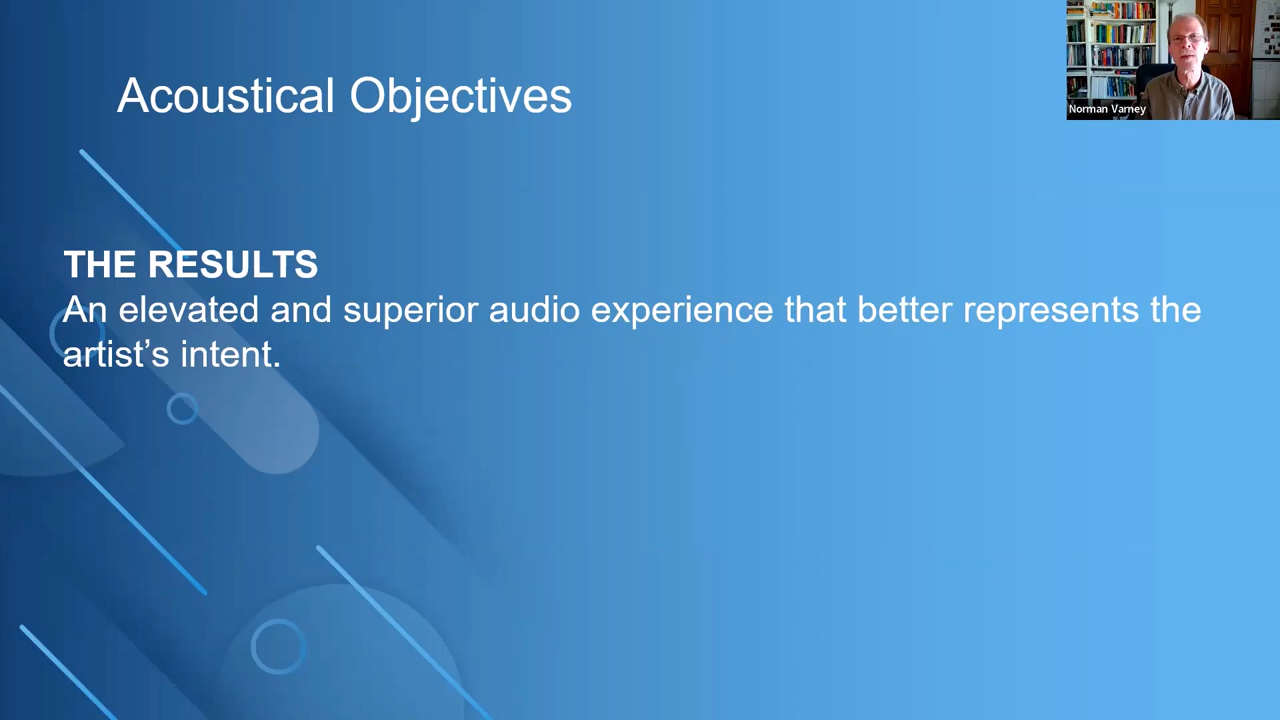 Acoustical Objectives
Norman Varney
THE RESULTS
An elevated and superior audio experience that better represents the
artist’s intent.